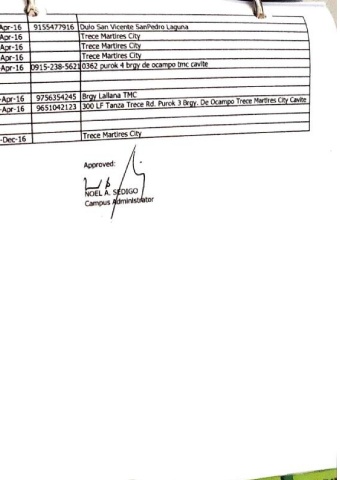 Apr-16 9155477916 Dulo San Vicente SanPedro Laguna
Apr-16 Trece Martires City
Apr-16 Trece Martires City
Apr-16 Trece Martires City
Apr-16 0915-238-5621 0362 purok 4 brgy de ocampo tmc cavite
-Apr-16 9756354245 Brgy Lallana TMC
-Apr-16 9651042123 300 LF Tanza Trece Rd. Purok 3 Brgy. De Ocampo Trece Martires City Cavite
-Dec-16 Trece Martires City
Approved:
NOEL A. SEDIGO
Campus Administrator